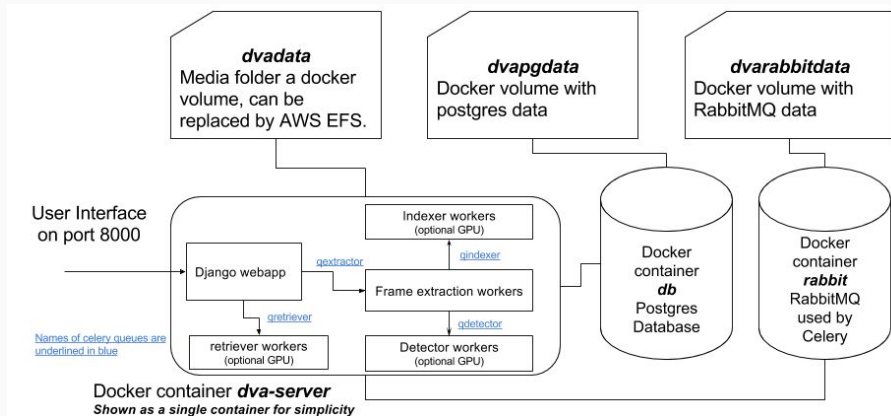 dvadata
Media folder a docker
volume, can be
replaced by AWS EFS.
dvapgdata
Docker volume with
postgres data
dvarabbitdata
Docker volume with
RabbitMQ data
User Interface
on port 8000
Indexer workers
(optional GPU)
qindexer
Django webapp
qextractor
Frame extraction workers
qretriever
qdetector
retriever workers
(optional GPU)
Detector workers
(optional GPU)
Names of celery queues are
underlined in blue
Docker
container
db
Postgres
Database
Docker
container
rabbit
RabbitMQ
used by
Celery
Docker container dva-server
Shown as a single container for simplicity